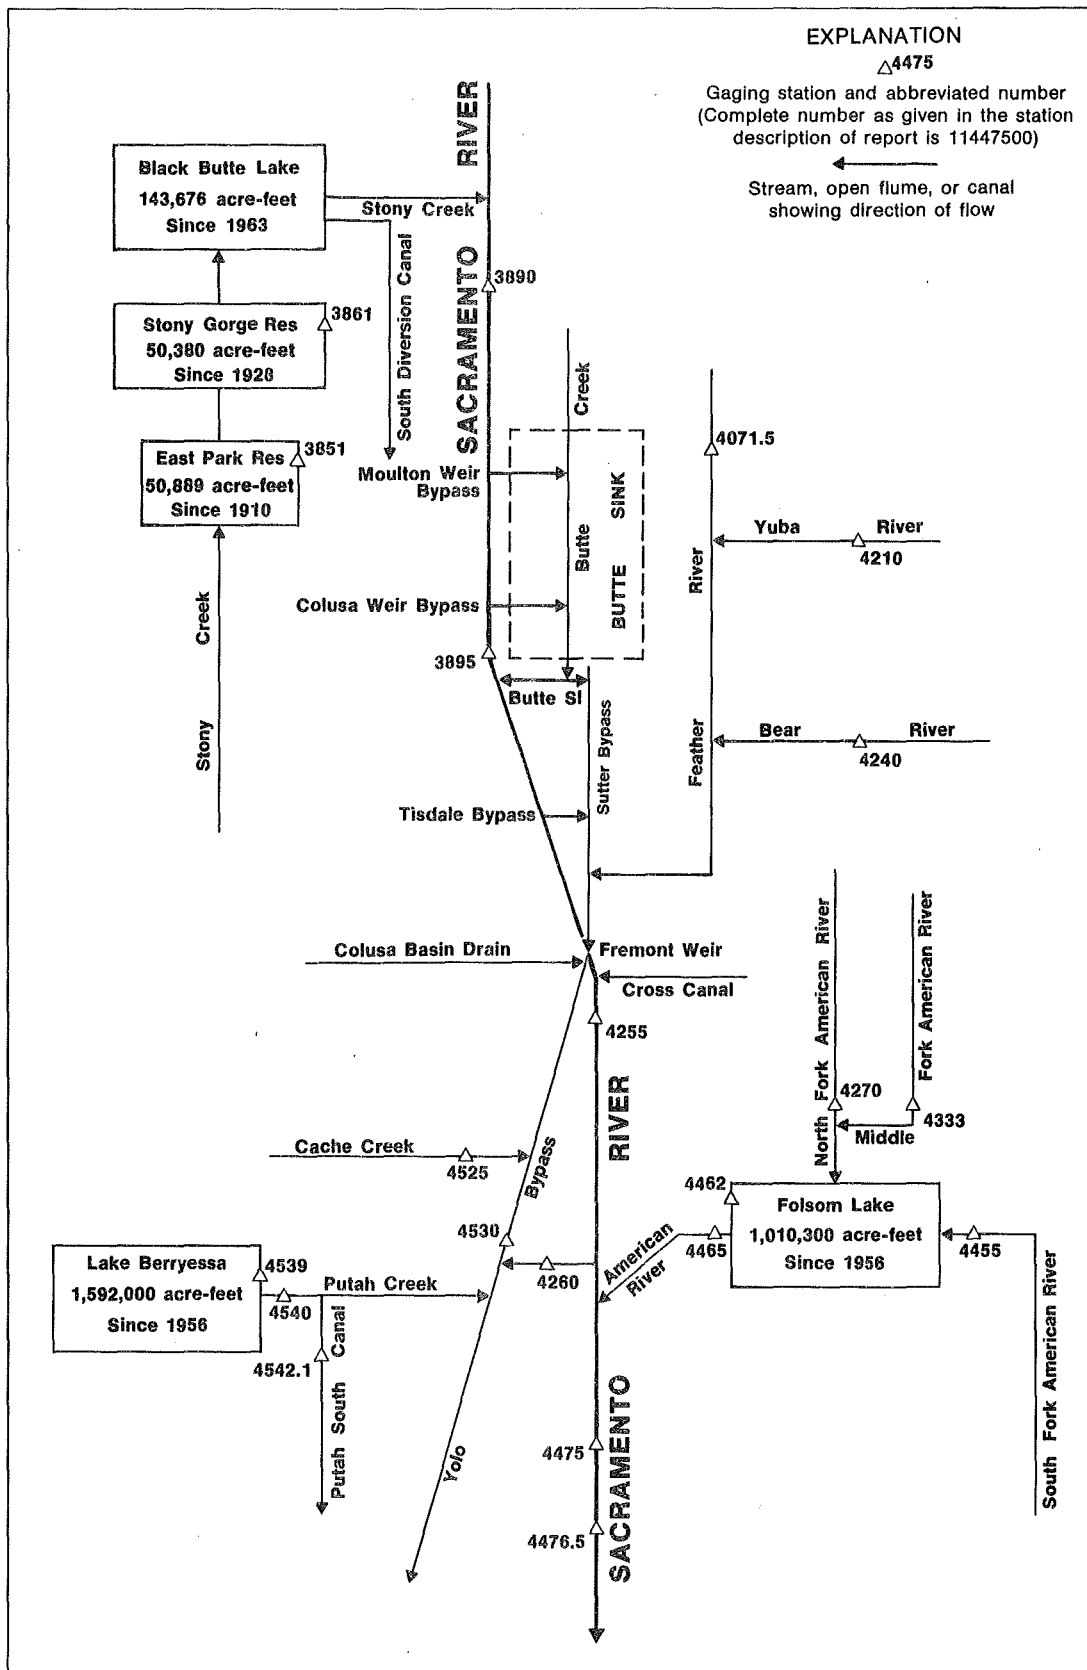 EXPLANATION
4475
Gaging station and abbreviated number
(Complete number as given in the station
description of report is 11447500)
Stream, open flume, or canal
showing direction of flow
SACRAMENTO RIVER
Black Butte Lake
143,676 acre-feet
Since 1963
Stony Creek
South Diversion Canal
3890
Stony Gorge Res
50,380 acre-feet
Since 1928
3861
East Park Res
50,889 acre-feet
Since 1910
3851
Stony Creek
Moulton Weir
Bypass
Butte Creek
BUTTE SINK
Colusa Weir Bypass
3895
Butte Sl
Sutter Bypass
Tisdale Bypass
4071.5
Yuba River
4210
Feather River
Bear River
4240
Colusa Basin Drain
Fremont Weir
Cross Canal
4255
North Fork American River
4270
Fork American River
4333
Middle
Cache Creek
4525
Yolo Bypass
4530
SACRAMENTO RIVER
4260
American
River
4462
4465
Folsom Lake
1,010,300 acre-feet
Since 1956
4455
South Fork American River
Lake Berryessa
1,592,000 acre-feet
Since 1956
4539
4540
Putah Creek
4542.1
Putah South Canal
4475
4476.5